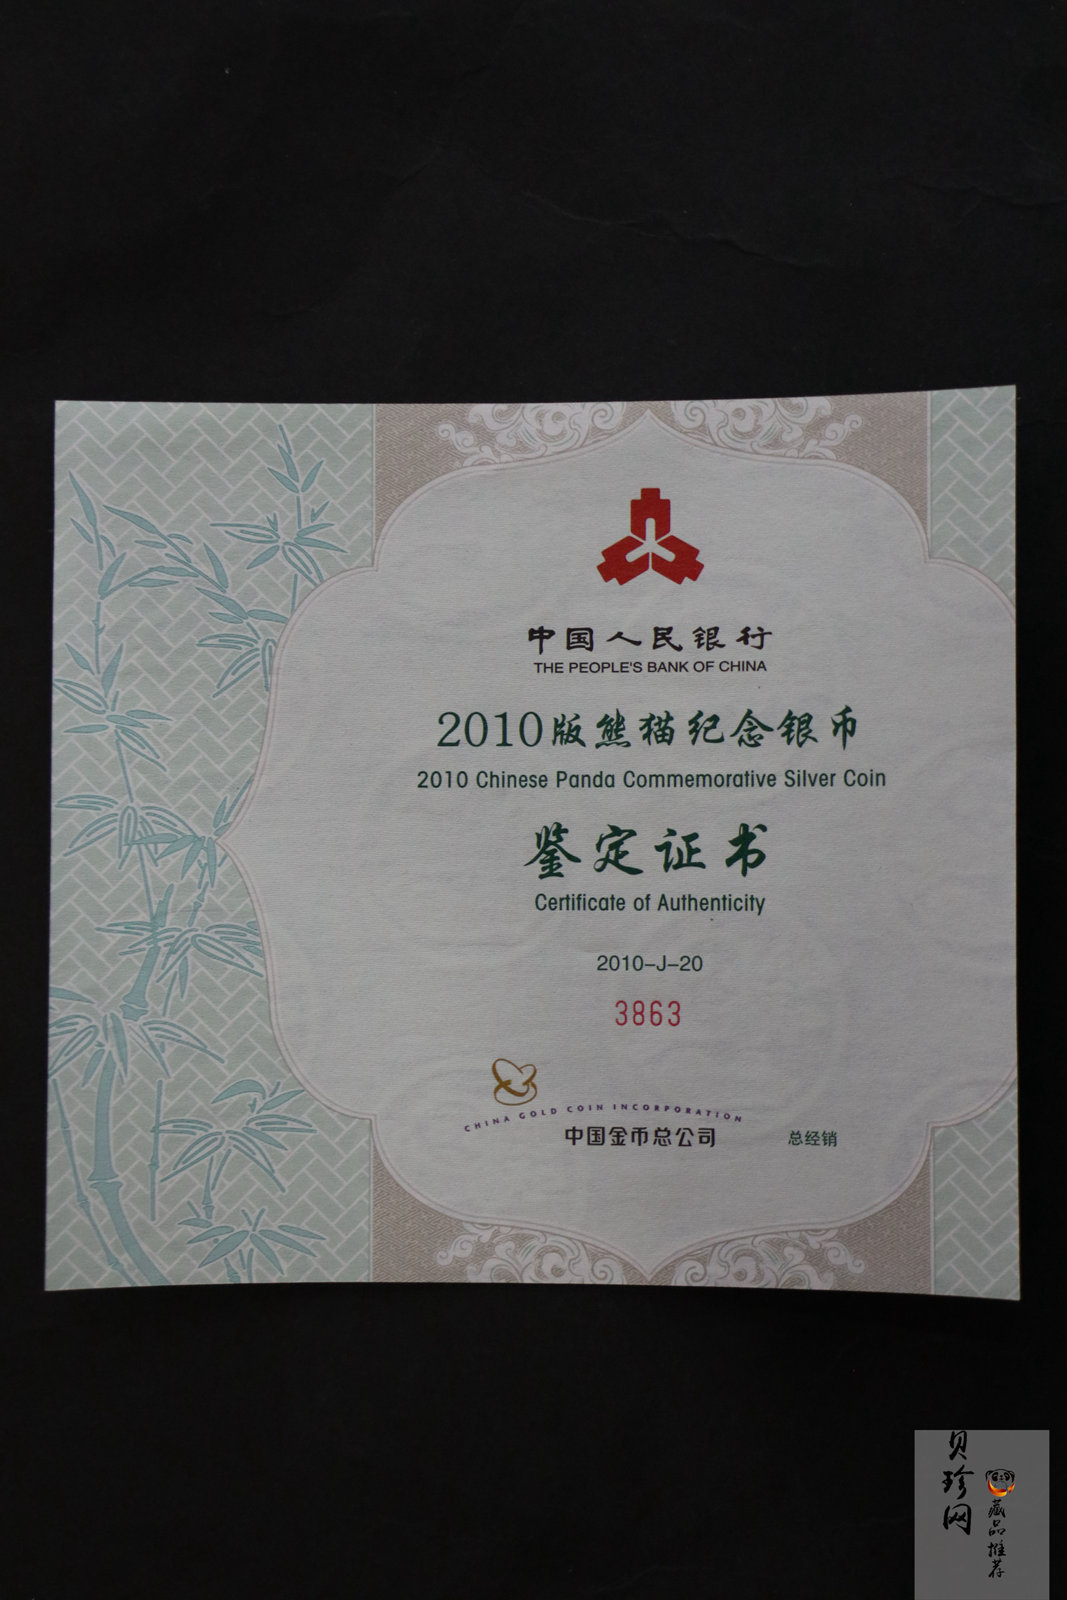 中国人民银行
THE PEOPLE'S BANK OF CHINA
2010版熊猫纪念银币
2010 Chinese Panda Commemorative Silver Coin
鉴定证书
Certificate of Authenticity
2010-J-20
3863
CHINA GOLD COIN INCORPORATION
中国金币总公司 总经销
贝珍网
藏品推荐